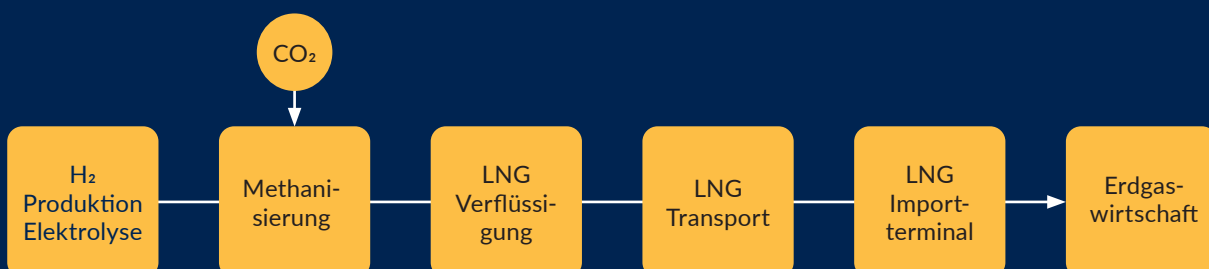 CO₂
H₂
Produktion
Elektrolyse
Methani-
sierung
LNG
Verflüssi-
gung
LNG
Transport
LNG
Import-
terminal
Erdgas-
wirtschaft